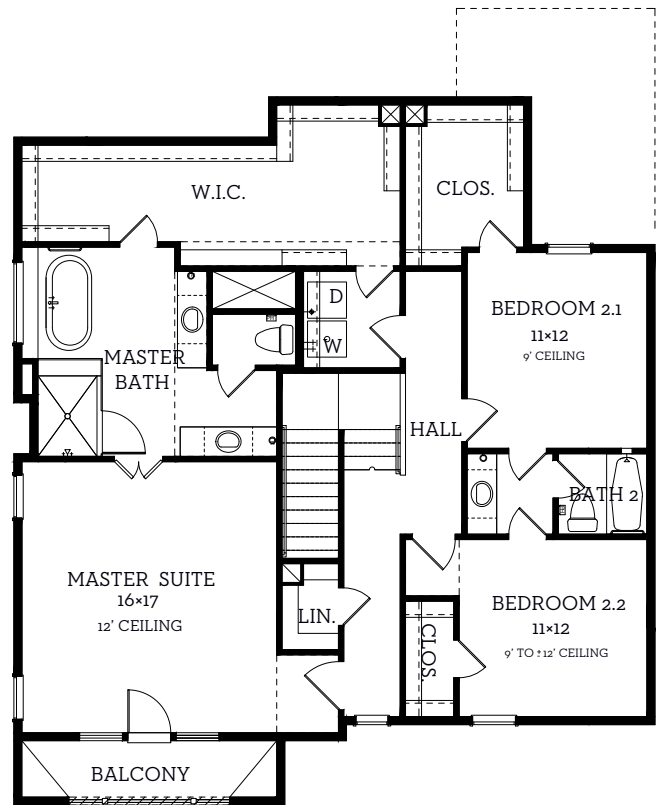 W.I.C.
CLOS.
D
W
BEDROOM 2.1
11×12
9' CEILING
MASTER
BATH
HALL
BATH 2
MASTER SUITE
16×17
12' CEILING
LIN.
CLOS.
BEDROOM 2.2
11×12
9' TO ±12' CEILING
BALCONY